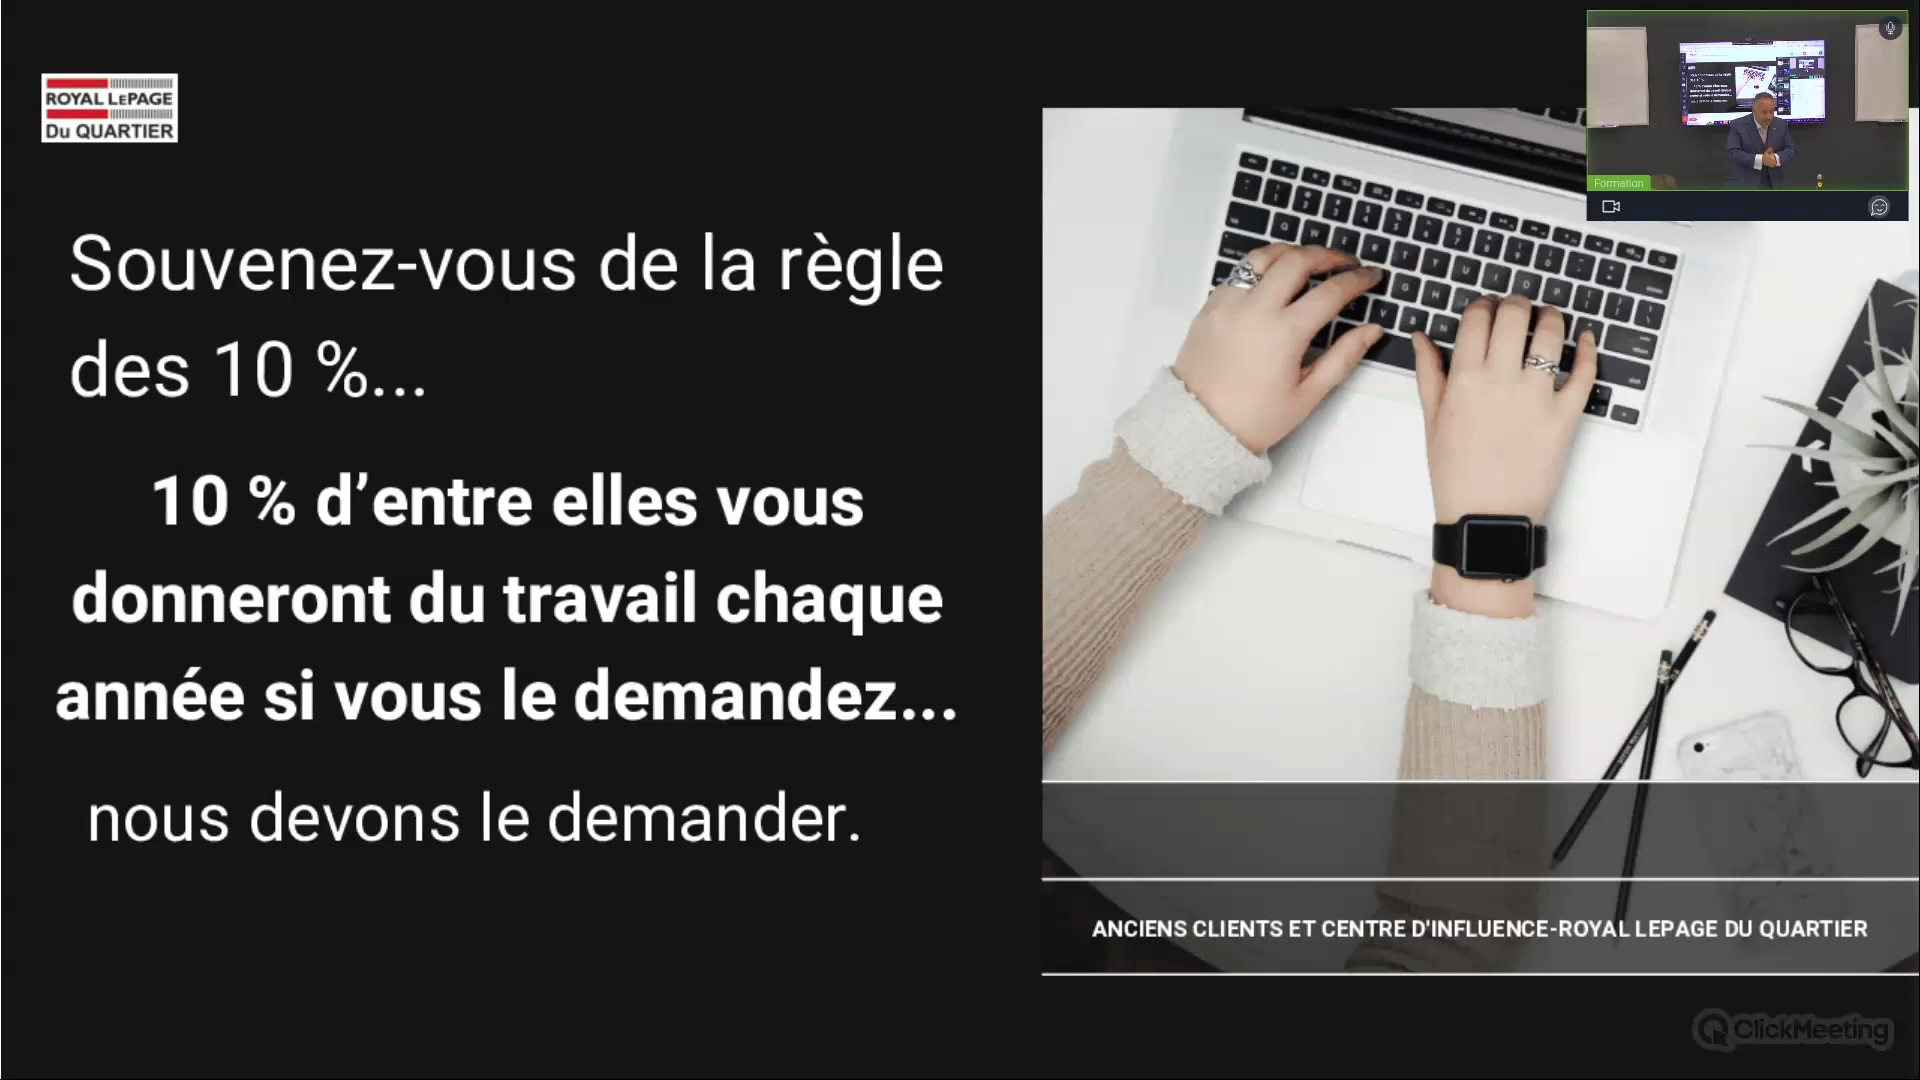 ROYAL LEPAGE
Du QUARTIER
Souvenez-vous de la règle
des 10 %...
10 % d’entre elles vous
donneront du travail chaque
année si vous le demandez...
nous devons le demander.
Formation
ANCIENS CLIENTS ET CENTRE D'INFLUENCE-ROYAL LEPAGE DU QUARTIER
ClickMeeting